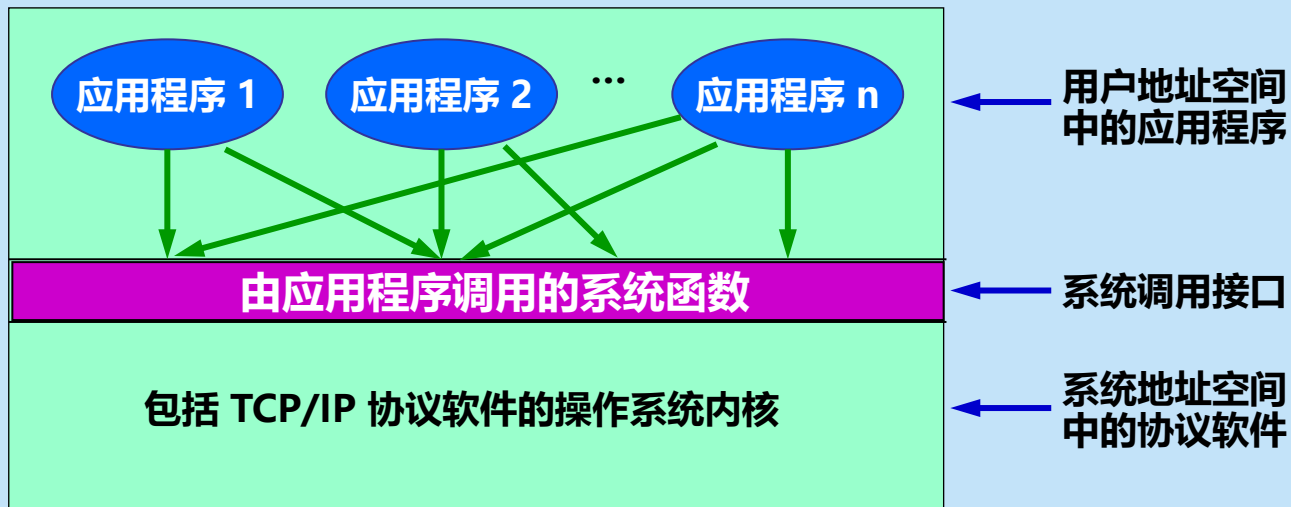 应用程序 1
应用程序 2
…
应用程序 n
用户地址空间
中的应用程序
由应用程序调用的系统函数
系统调用接口
包括 TCP/IP 协议软件的操作系统内核
系统地址空间
中的协议软件